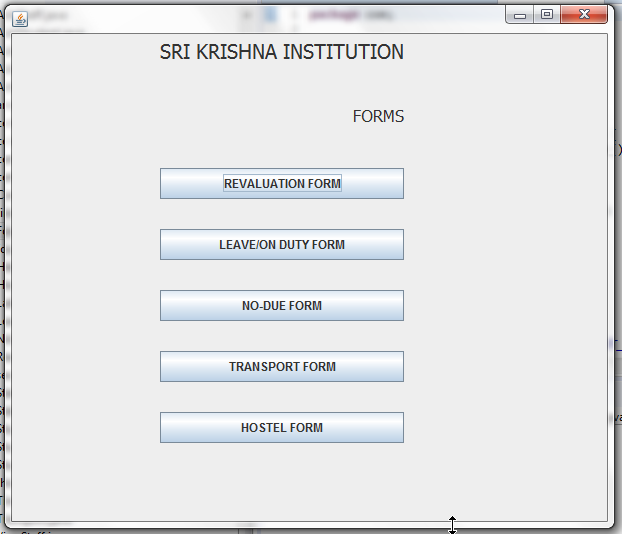 SRI KRISHNA INSTITUTION
FORMS
REVALUATION FORM
LEAVE/ON DUTY FORM
NO-DUE FORM
TRANSPORT FORM
HOSTEL FORM